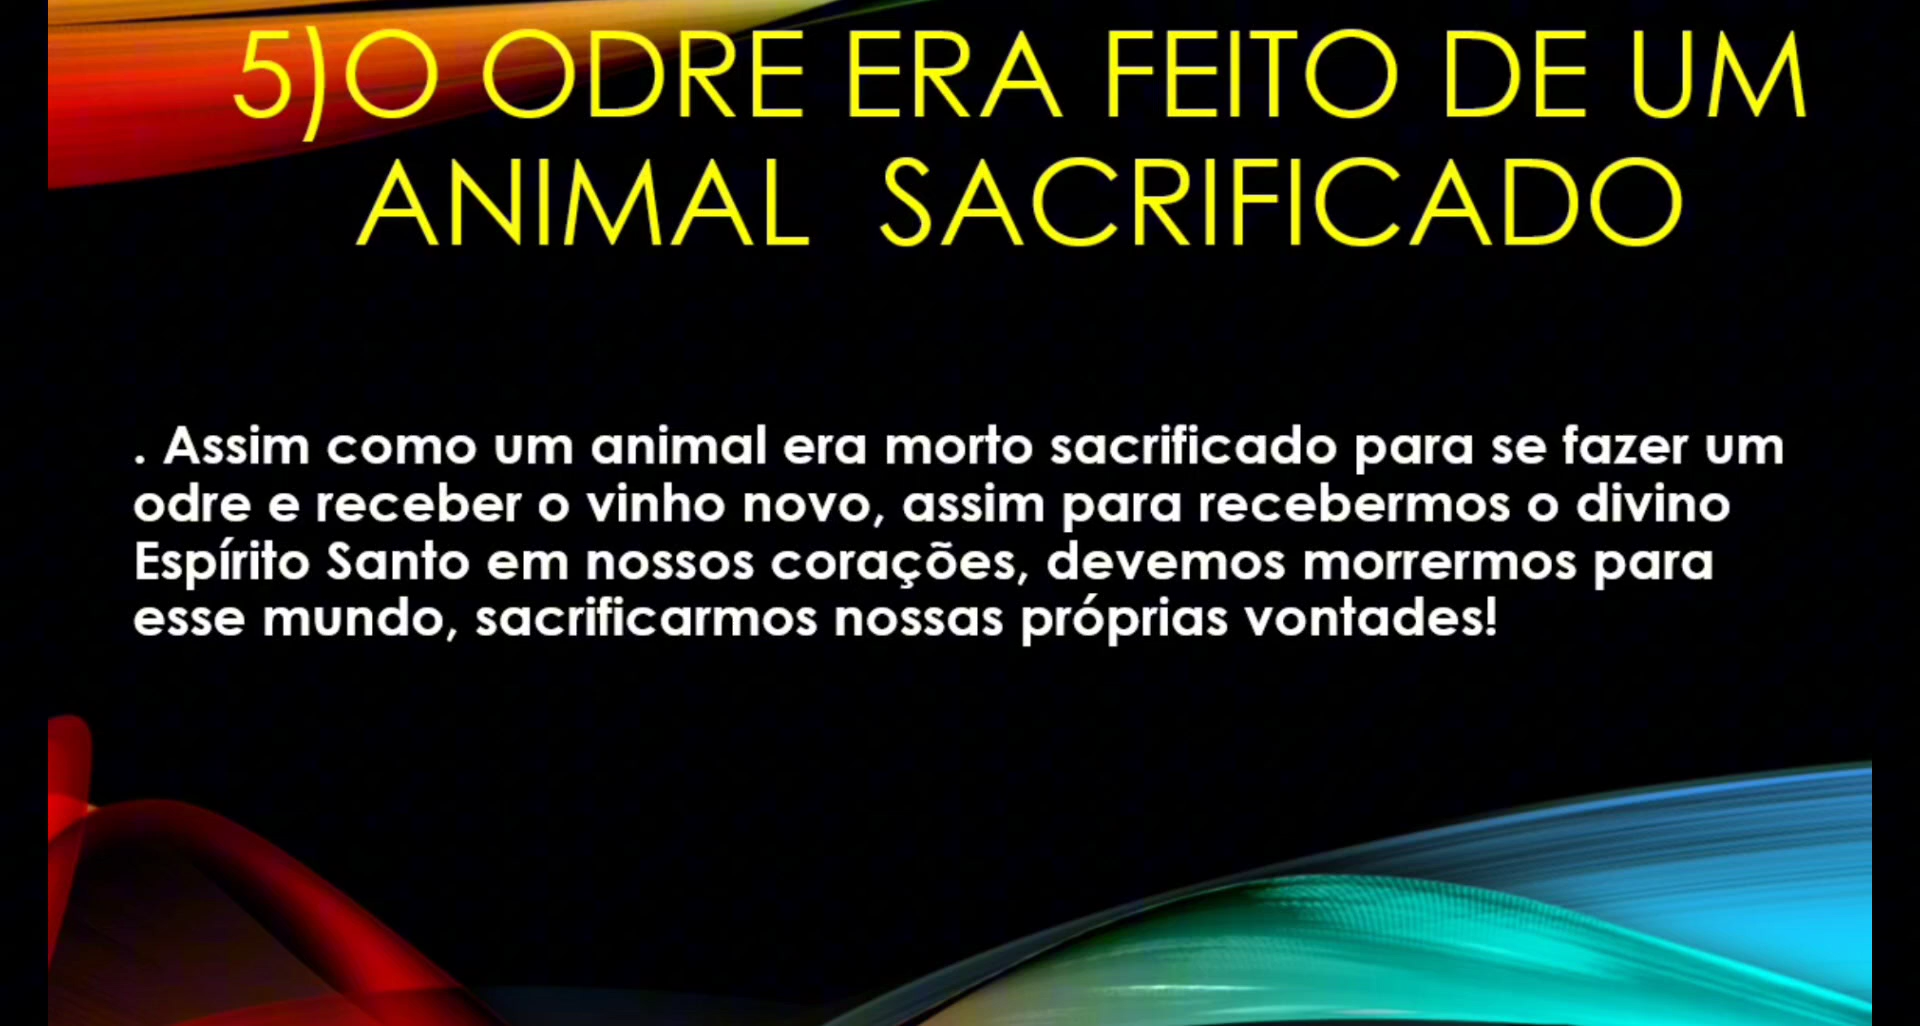 5)O ODRE ERA FEITO DE UM
ANIMAL  SACRIFICADO
. Assim como um animal era morto sacrificado para se fazer um
odre e receber o vinho novo, assim para recebermos o divino
Espírito Santo em nossos corações, devemos morrermos para
esse mundo, sacrificarmos nossas próprias vontades!